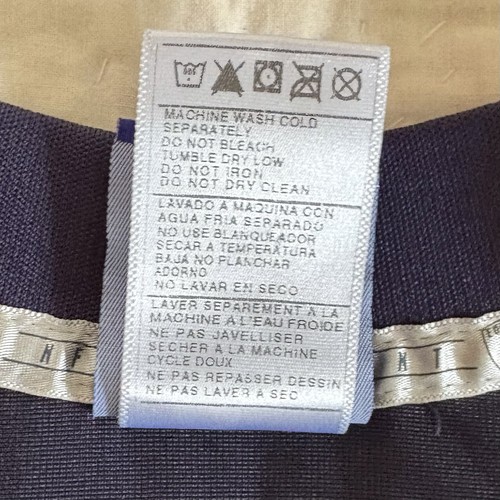 MACHINE WASH COLD
SEPARATELY
DO NOT BLEACH
TUMBLE DRY LOW
DO NOT IRON
DO NOT DRY CLEAN
LAVADO A MAQUINA CON
AGUA FRIA SEPARADO
NO USE BLANQUEADOR
SECAR A TEMPERATURA
BAJA NO PLANCHAR
ADORNO
NO LAVAR EN SECO
LAVER SEPAREMENT A LA
MACHINE A L'EAU FROIDE
NE PAS JAVELLISER
SECHER A LA MACHINE
CYCLE DOUX
NE PAS REPASSER DESSIN
NE PAS LAVER A SEC